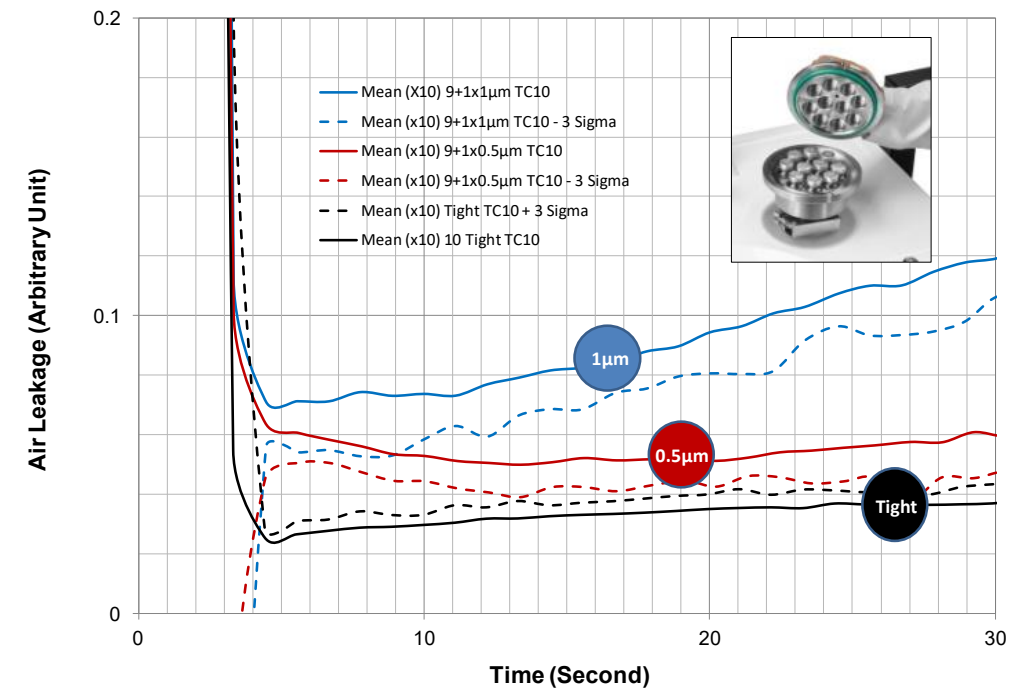 0.2
Mean (X10) 9+1x1µm TC10
Mean (x10) 9+1x1µm TC10 - 3 Sigma
Mean (x10) 9+1x0.5µm TC10
Mean (x10) 9+1x0.5µm TC10 - 3 Sigma
Mean (x10) Tight TC10 + 3 Sigma
Mean (x10) 10 Tight TC10
Air Leakage (Arbitrary Unit)
0.1
1µm
0.5µm
Tight
0
0
10
20
30
Time (Second)